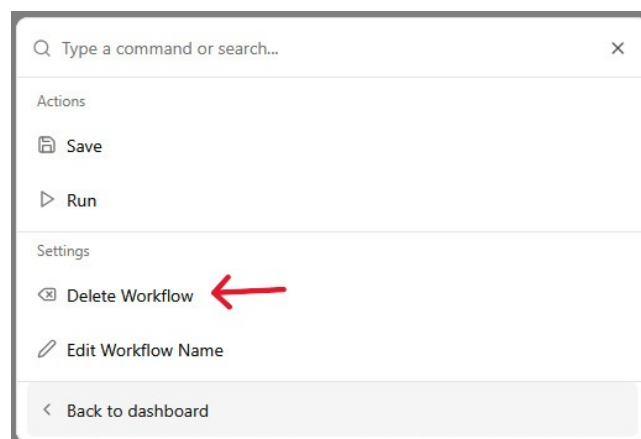 Type a command or search...
Actions
Save
Run
Settings
Delete Workflow
Edit Workflow Name
Back to dashboard